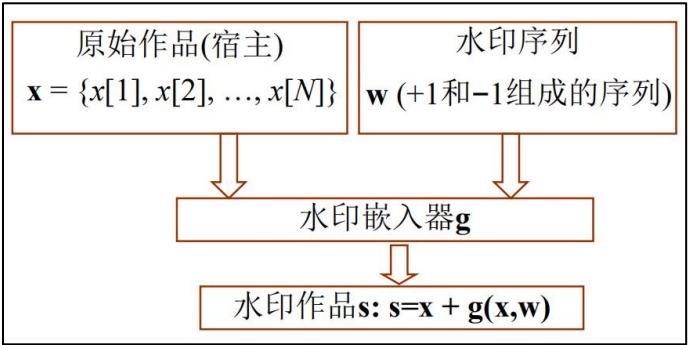 原始作品(宿主)
x = {x[1], x[2], …, x[N]}
水印序列
w (+1和−1组成的序列)
水印嵌入器g
水印作品s: s=x + g(x,w)